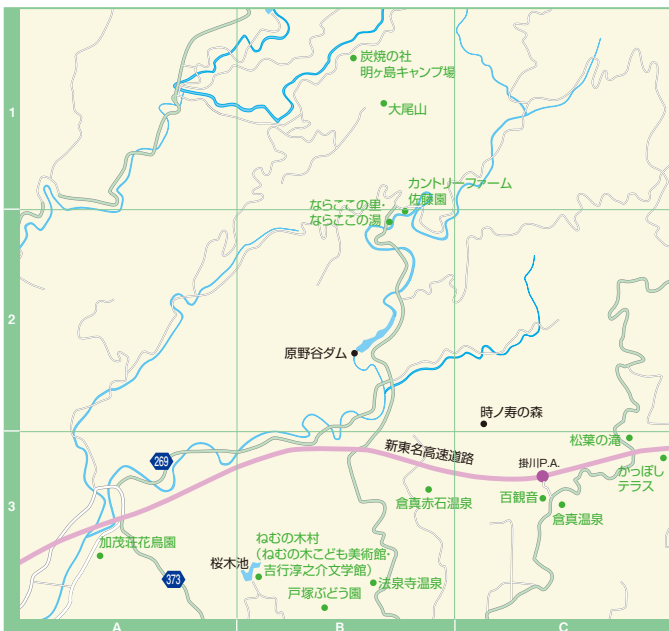 1
炭焼の杜
明ヶ島キャンプ場
大尾山
カントリーファーム
佐藤園
ならここの里・
ならここの湯
2
原野谷ダム
時ノ寿の森
松葉の滝
新東名高速道路
269
掛川P.A.
かっぽし
テラス
3
倉真赤石温泉
百観音
倉真温泉
加茂荘花鳥園
ねむの木村
(ねむの木こども美術館・
吉行淳之介文学館)
桜木池
373
法泉寺温泉
戸塚ぶどう園
A
B
C